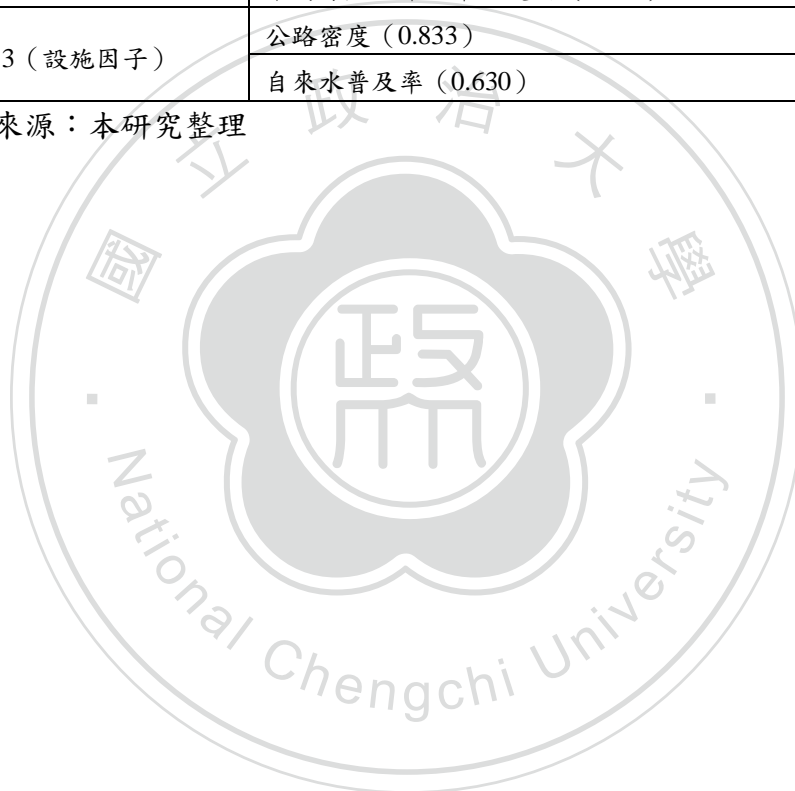 公路密度（0.833）
3（設施因子）
自來水普及率（0.630）
來源：本研究整理
國立政治大學
政
National Chengchi University